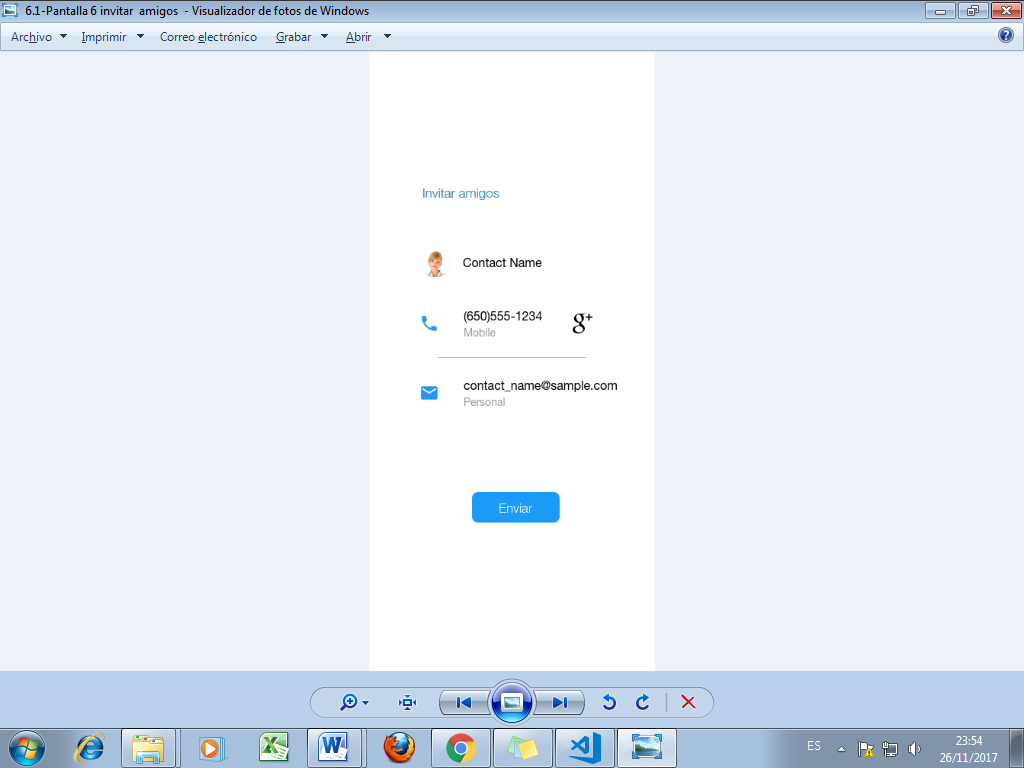 6.1-Pantalla 6 invitar  amigos  - Visualizador de fotos de Windows
Archivo Imprimir Correo electrónico Grabar Abrir
Invitar amigos
Contact Name
(650)555-1234
g+
Mobile
contact_name@sample.com
Personal
Enviar
ES
23:54
26/11/2017